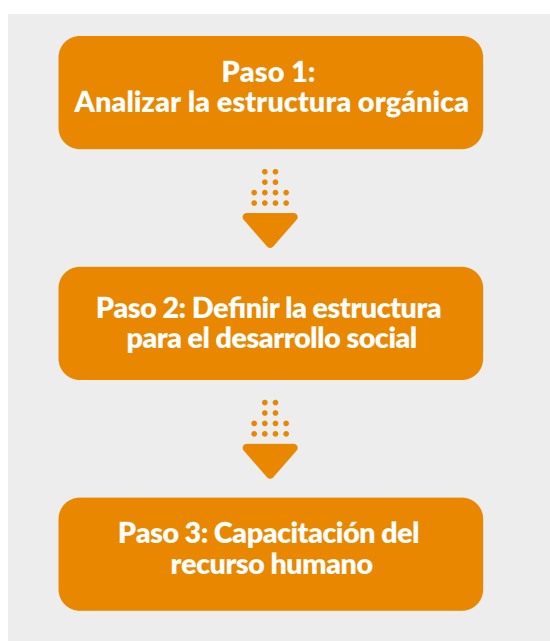 Paso 1:
Analizar la estructura orgánica
Paso 2: Definir la estructura
para el desarrollo social
Paso 3: Capacitación del
recurso humano